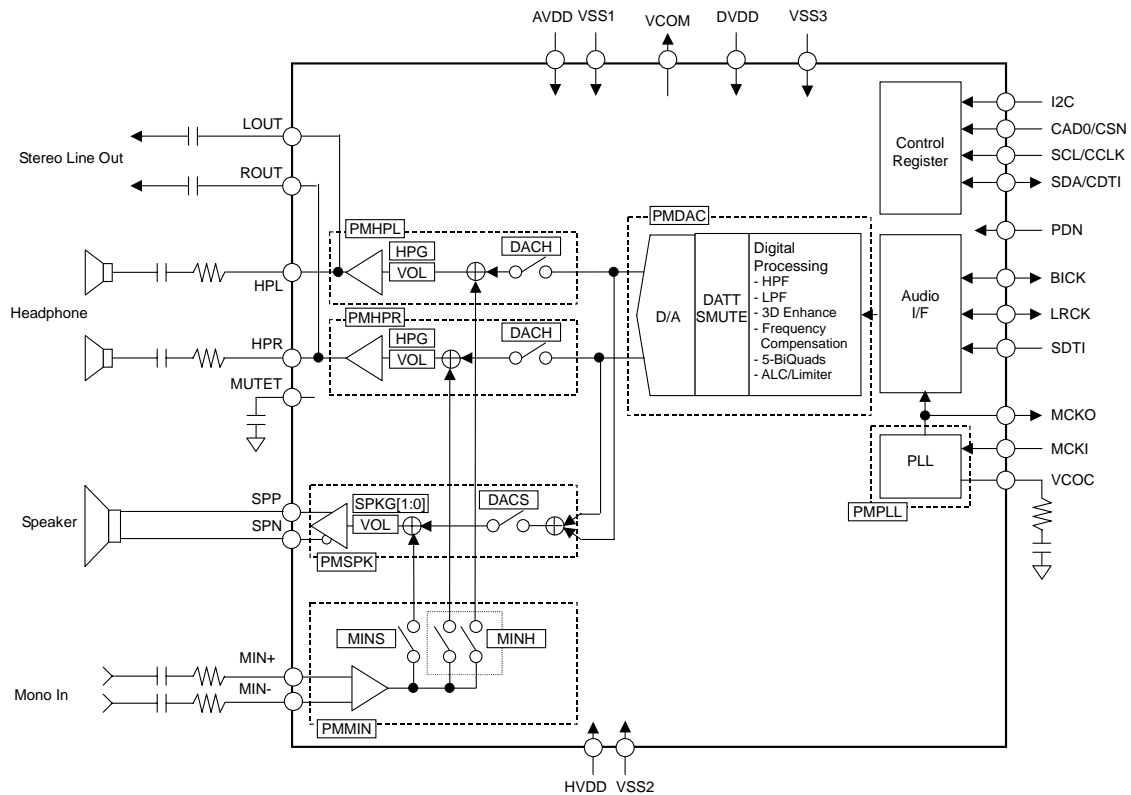 AVDD VSS1 VCOM DVDD VSS3
I2C
CAD0/CSN
SCL/CCLK
SDA/CDTI
Control
Register
LOUT
Stereo Line Out
ROUT
PDN
PMHPL
HPG
VOL
DACH
HPL
Headphone
PMHPR
HPG
VOL
DACH
HPR
MUTET
PMDAC
D/A
DATT
SMUTE
Digital
Processing
- HPF
- LPF
- 3D Enhance
- Frequency
Compensation
- 5-BiQuads
- ALC/Limiter
Audio
I/F
BICK
LRCK
SDTI
MCKO
MCKI
VCOC
PLL
PMPLL
SPP
Speaker
SPN
SPKG[1:0]
VOL
DACS
PMSPK
MINS
MINH
MIN+
Mono In
MIN-
PMMIN
HVDD VSS2